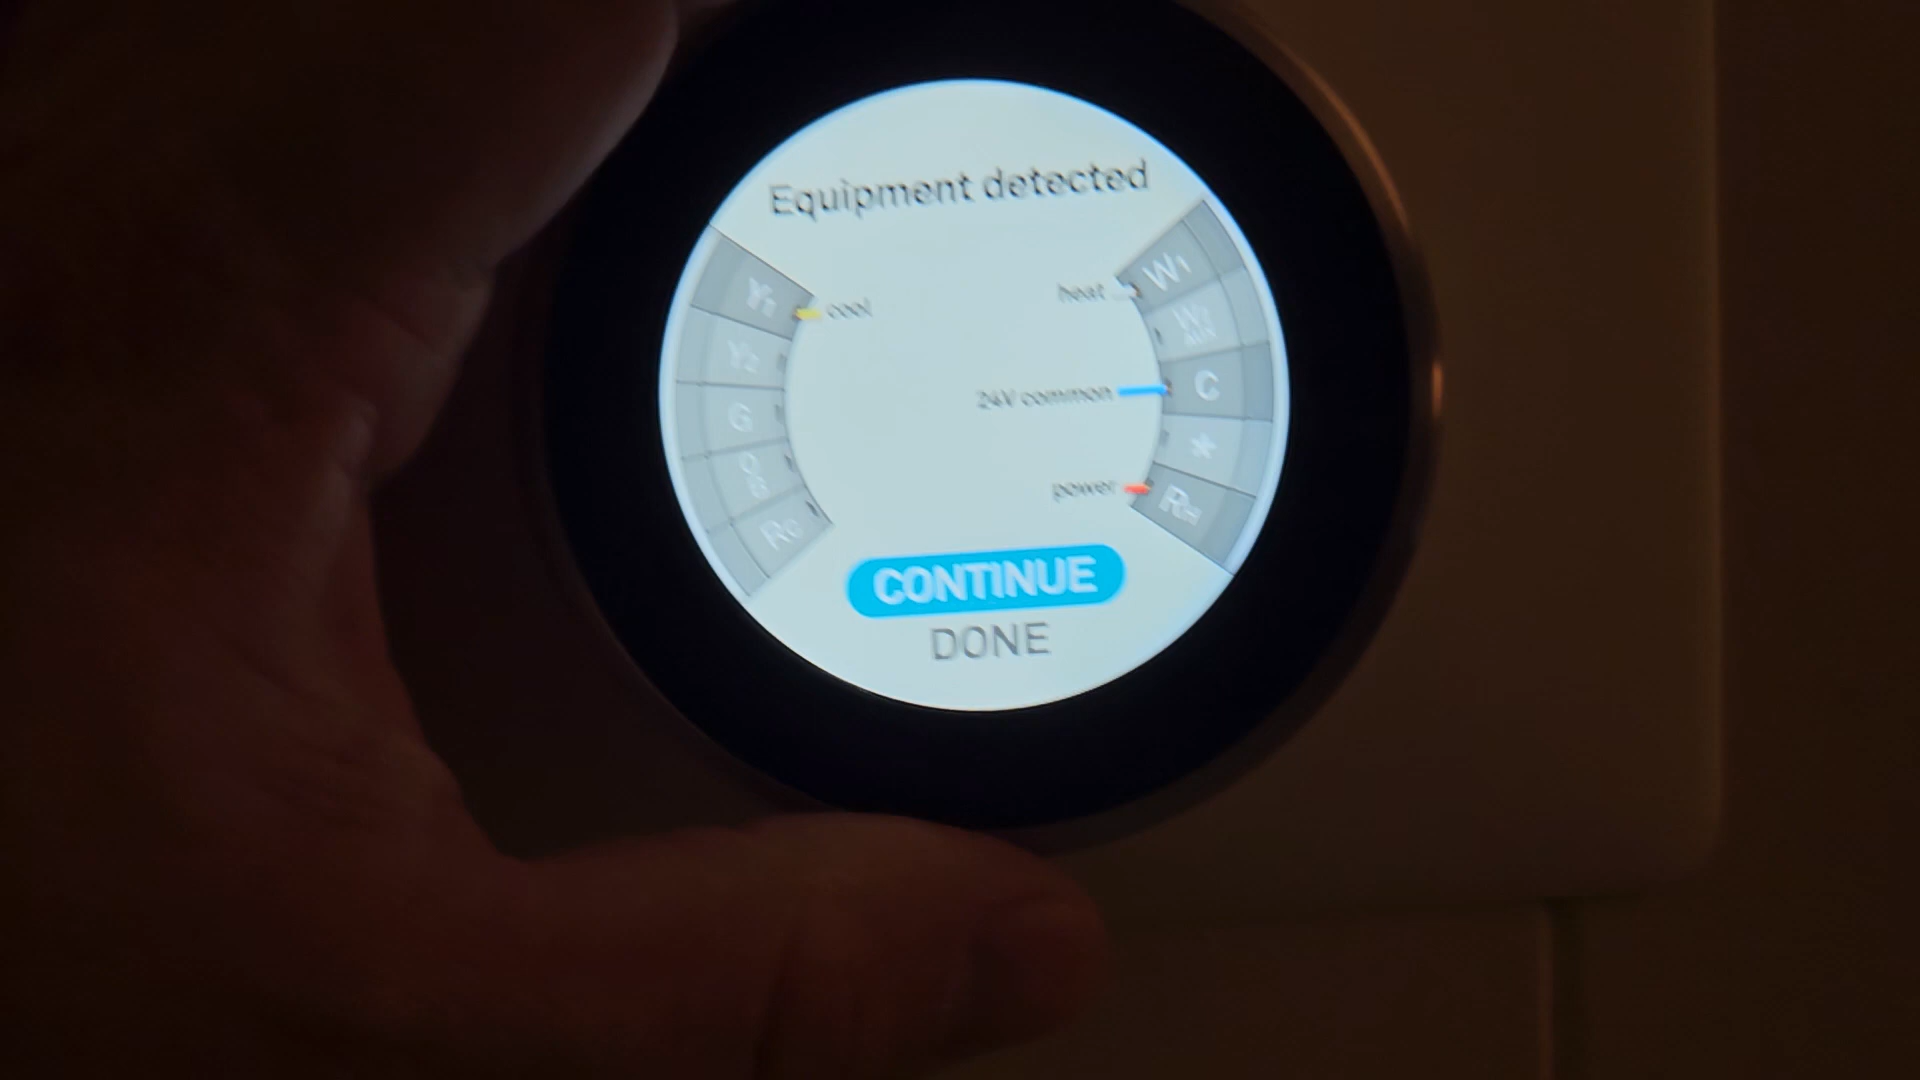 Equipment detected
Y1
cool
heat
W1
Y2
W2
AUX
24V common
C
G
*
O
B
power
RH
RC
CONTINUE
DONE